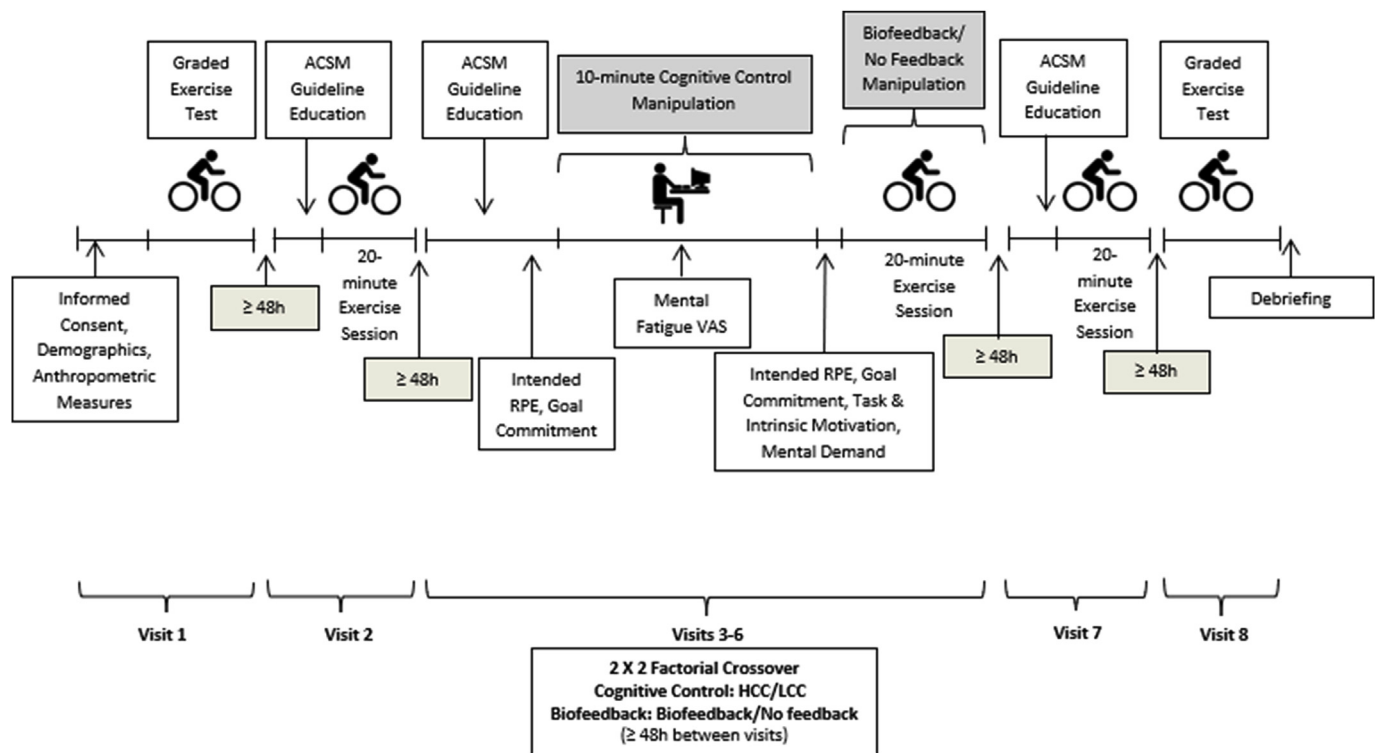 Graded
Exercise
Test
ACSM
Guideline
Education
ACSM
Guideline
Education
10-minute Cognitive Control
Manipulation
Biofeedback/
No Feedback
Manipulation
ACSM
Guideline
Education
Graded
Exercise
Test
Informed
Consent,
Demographics,
Anthropometric
Measures
≥ 48h
20-
minute
Exercise
Session
≥ 48h
Intended
RPE, Goal
Commitment
Mental
Fatigue VAS
Intended RPE, Goal
Commitment, Task &
Intrinsic Motivation,
Mental Demand
20-minute
Exercise
Session
≥ 48h
20-
minute
Exercise
Session
≥ 48h
Debriefing
Visit 1
Visit 2
Visits 3-6
Visit 7
Visit 8
2 X 2 Factorial Crossover
Cognitive Control: HCC/LCC
Biofeedback: Biofeedback/No feedback
(≥ 48h between visits)